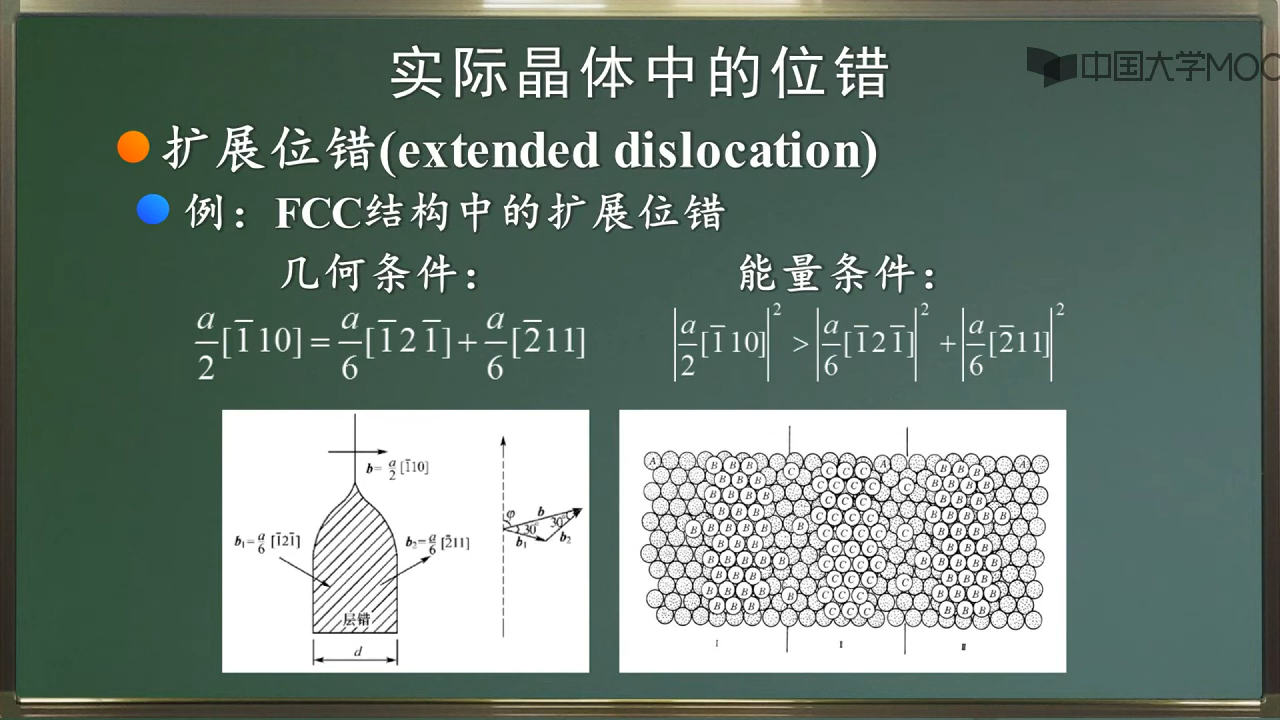 实际晶体中的位错
中国大学MOO
扩展位错(extended dislocation)
例：FCC结构中的扩展位错
几何条件： 能量条件：
a/2[1̅10]=a/6[1̅21̅]+a/6[2̅11] |a/2[1̅10]|² > |a/6[1̅21̅]|² + |a/6[2̅11]|²
b= a/2 [1̅10]
b₁=a/6 [1̅21̅] b₂=a/6 [2̅11]
层错
d
φ b 30° 30°
b₁ b₂
A B B B C C C C A B B B A
I II III